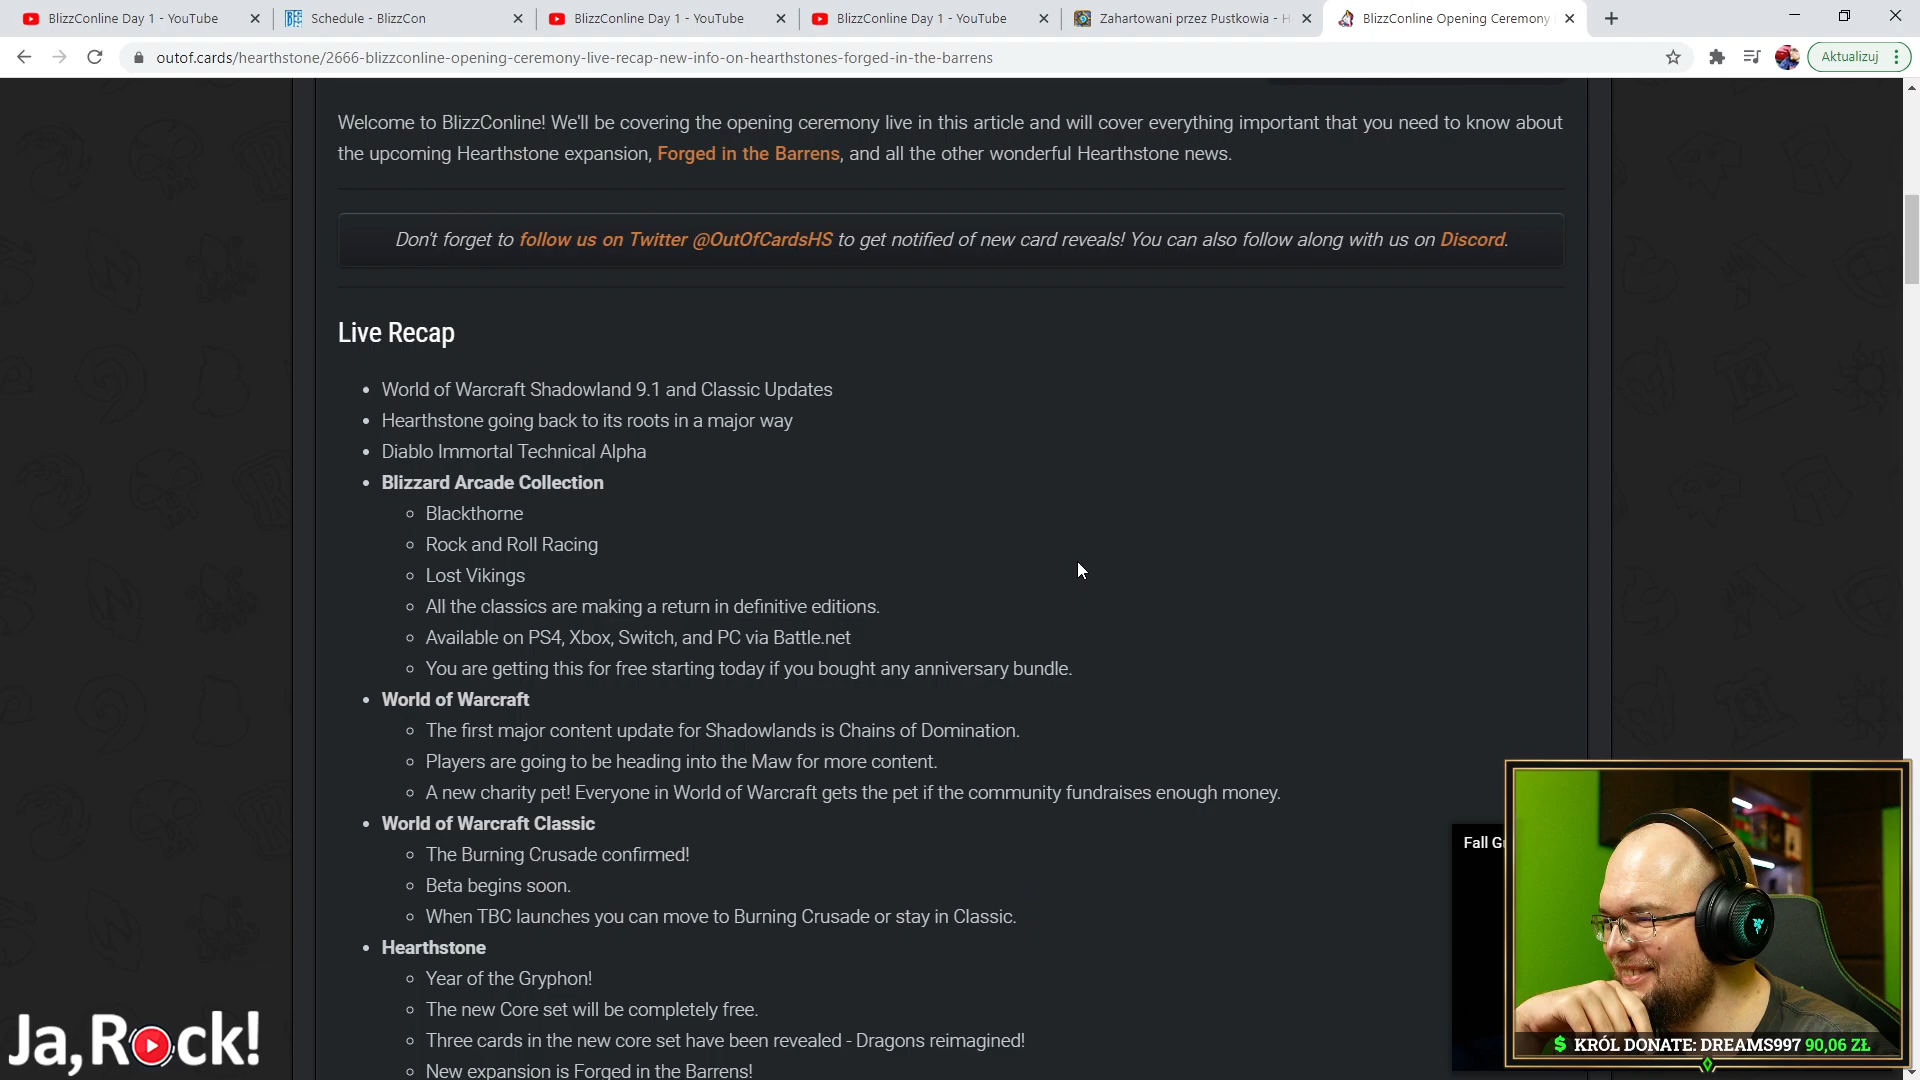 BlizzConline Day 1 - YouTube
Schedule - BlizzCon
BlizzConline Day 1 - YouTube
BlizzConline Day 1 - YouTube
Zahartowani przez Pustkowia - H
BlizzConline Opening Ceremony
outof.cards/hearthstone/2666-blizzconline-opening-ceremony-live-recap-new-info-on-hearthstones-forged-in-the-barrens
Aktualizuj
Welcome to BlizzConline! We'll be covering the opening ceremony live in this article and will cover everything important that you need to know about
the upcoming Hearthstone expansion, Forged in the Barrens, and all the other wonderful Hearthstone news.
Don't forget to follow us on Twitter @OutOfCardsHS to get notified of new card reveals! You can also follow along with us on Discord.
Live Recap
World of Warcraft Shadowland 9.1 and Classic Updates
Hearthstone going back to its roots in a major way
Diablo Immortal Technical Alpha
Blizzard Arcade Collection
Blackthorne
Rock and Roll Racing
Lost Vikings
All the classics are making a return in definitive editions.
Available on PS4, Xbox, Switch, and PC via Battle.net
You are getting this for free starting today if you bought any anniversary bundle.
World of Warcraft
The first major content update for Shadowlands is Chains of Domination.
Players are going to be heading into the Maw for more content.
A new charity pet! Everyone in World of Warcraft gets the pet if the community fundraises enough money.
World of Warcraft Classic
The Burning Crusade confirmed!
Beta begins soon.
When TBC launches you can move to Burning Crusade or stay in Classic.
Hearthstone
Year of the Gryphon!
The new Core set will be completely free.
Three cards in the new core set have been revealed - Dragons reimagined!
New expansion is Forged in the Barrens!
Fall G
Ja, Rock!
$ KRÓL DONATE: DREAMS997 90,06 ZŁ